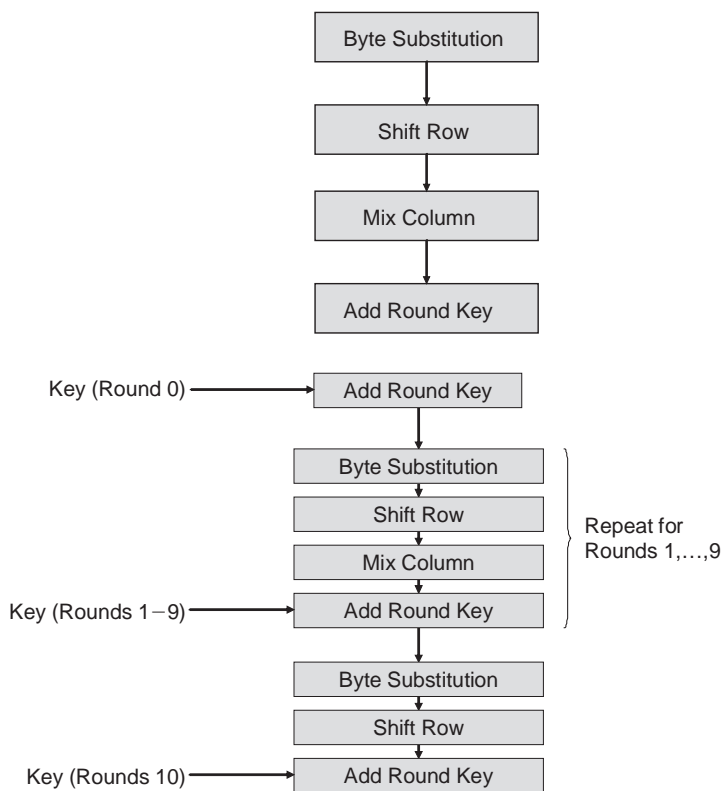 Byte Substitution
Shift Row
Mix Column
Add Round Key
Key (Round 0)
Add Round Key
Byte Substitution
Shift Row
Mix Column
Repeat for
Rounds 1,…,9
Key (Rounds 1−9)
Add Round Key
Byte Substitution
Shift Row
Key (Rounds 10)
Add Round Key